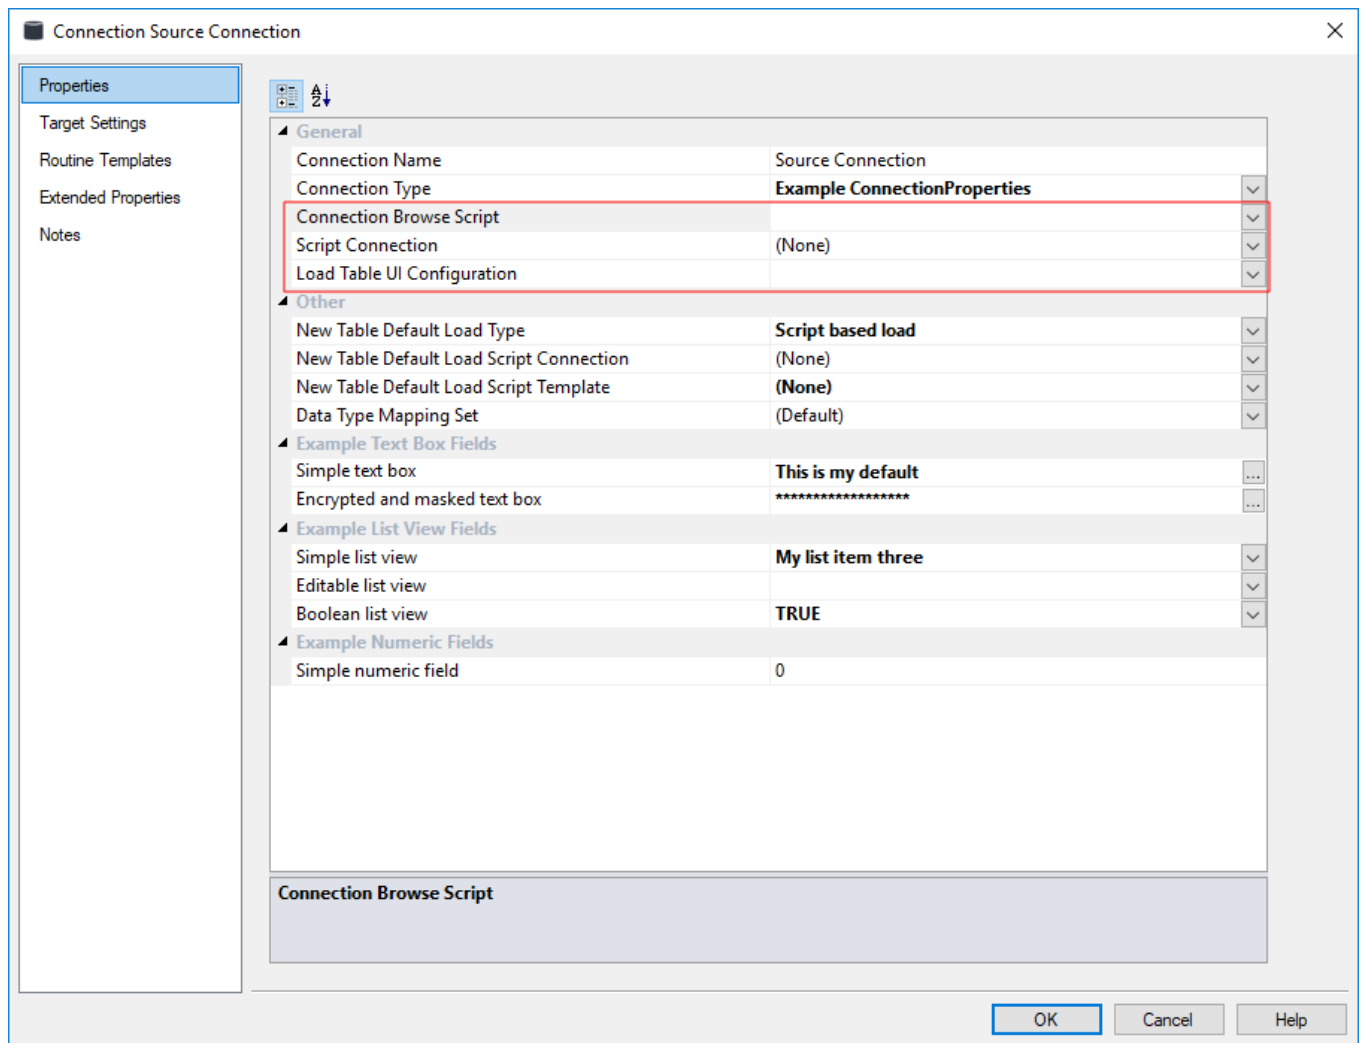 Connection Source Connection
Properties
Target Settings
Routine Templates
Extended Properties
Notes
A
Z
General
Connection Name Source Connection
Connection Type Example ConnectionProperties
Connection Browse Script
Script Connection (None)
Load Table UI Configuration
Other
New Table Default Load Type Script based load
New Table Default Load Script Connection (None)
New Table Default Load Script Template (None)
Data Type Mapping Set (Default)
Example Text Box Fields
Simple text box This is my default ...
Encrypted and masked text box ****************** ...
Example List View Fields
Simple list view My list item three
Editable list view
Boolean list view TRUE
Example Numeric Fields
Simple numeric field 0
Connection Browse Script
OK Cancel Help